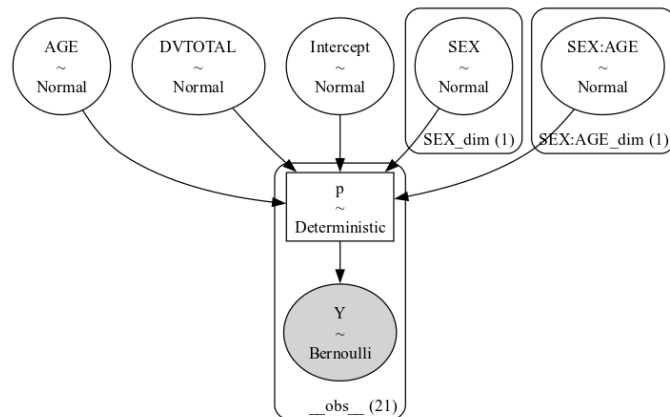 AGE
~
Normal
DVTOTAL
~
Normal
Intercept
~
Normal
SEX
~
Normal
SEX_dim (1)
SEX:AGE
~
Normal
SEX:AGE_dim (1)
p
~
Deterministic
Y
~
Bernoulli
__obs__ (21)